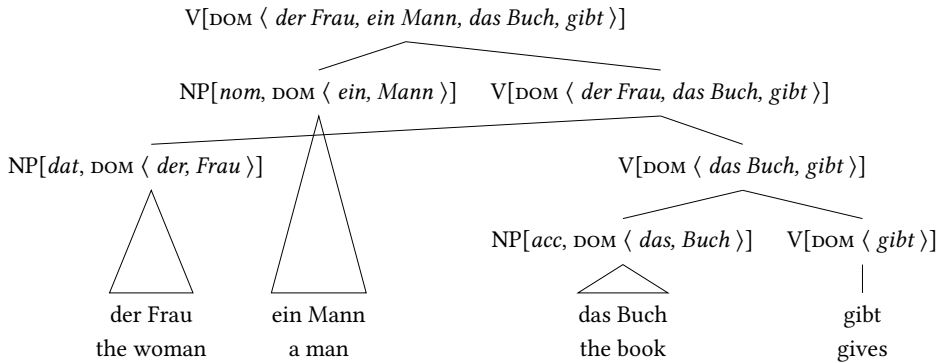 V[DOM ⟨ der Frau, ein Mann, das Buch, gibt ⟩]
NP[nom, DOM ⟨ ein, Mann ⟩] V[DOM ⟨ der Frau, das Buch, gibt ⟩]
NP[dat, DOM ⟨ der, Frau ⟩] V[DOM ⟨ das Buch, gibt ⟩]
NP[acc, DOM ⟨ das, Buch ⟩] V[DOM ⟨ gibt ⟩]
der Frau ein Mann das Buch gibt
the woman a man the book gives